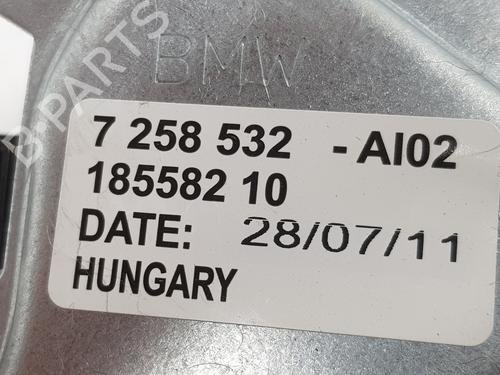 B-PARTS
BMW
7 258 532 - AI02
185582 10
DATE: 28/07/11
HUNGARY